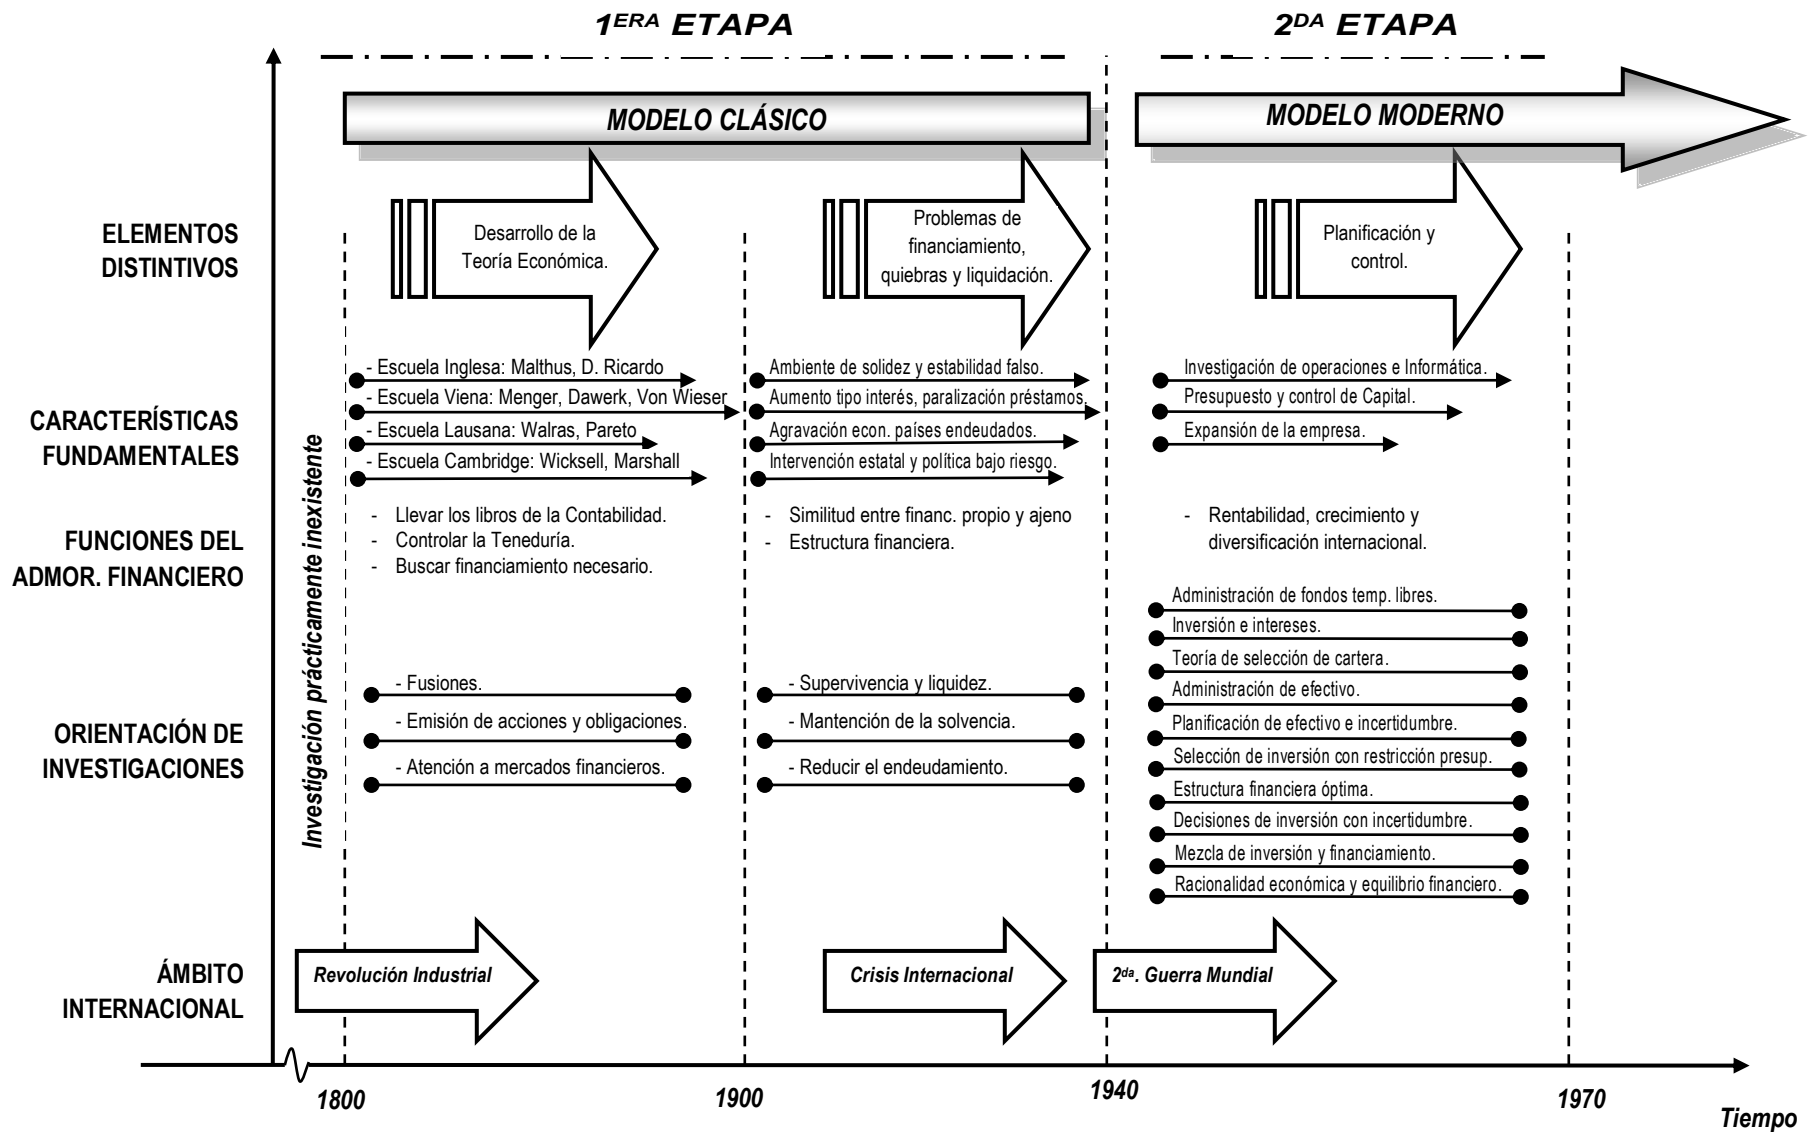 1ERA ETAPA
2DA ETAPA
MODELO CLÁSICO
MODELO MODERNO
ELEMENTOS
DISTINTIVOS
Desarrollo de la
Teoría Económica.
Problemas de
financiamiento,
quiebras y liquidación.
Planificación y
control.
CARACTERÍSTÍCAS
FUNDAMENTALES
- Escuela Inglesa: Malthus, D. Ricardo
- Escuela Viena: Menger, Dawerk, Von Wieser
- Escuela Lausana: Walras, Pareto
- Escuela Cambridge: Wicksell, Marshall
Ambiente de solidez y estabilidad falso.
Aumento tipo interés, paralización préstamos.
Agravación econ. países endeudados.
Intervención estatal y política bajo riesgo.
Investigación de operaciones e Informática.
Presupuesto y control de Capital.
Expansión de la empresa.
Investigación prácticamente inexistente
FUNCIONES DEL
ADMOR. FINANCIERO
- Llevar los libros de la Contabilidad.
- Controlar la Teneduría.
- Buscar financiamiento necesario.
- Similitud entre financ. propio y ajeno
- Estructura financiera.
- Rentabilidad, crecimiento y
diversificación internacional.
ORIENTACIÓN DE
INVESTIGACIONES
- Fusiones.
- Emisión de acciones y obligaciones.
- Atención a mercados financieros.
- Supervivencia y liquidez.
- Mantención de la solvencia.
- Reducir el endeudamiento.
Administración de fondos temp. libres.
Inversión e intereses.
Teoría de selección de cartera.
Administración de efectivo.
Planificación de efectivo e incertidumbre.
Selección de inversión con restricción presup.
Estructura financiera óptima.
Decisiones de inversión con incertidumbre.
Mezcla de inversión y financiamiento.
Racionalidad económica y equilibrio financiero.
ÁMBITO
INTERNACIONAL
Revolución Industrial
Crisis Internacional
2da. Guerra Mundial
1800
1900
1940
1970
Tiempo